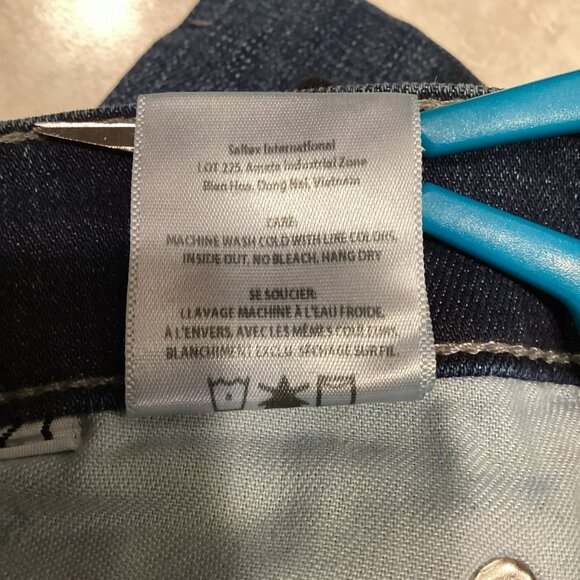 Saitex International
LOT 225, Amata Industrial Zone
Bien Hoa, Dong Nai, Vietnam
CARE:
MACHINE WASH COLD WITH LIKE COLORS,
INSIDE OUT. NO BLEACH, HANG DRY
SE SOUCIER:
LLAVAGE MACHINE À L'EAU FROIDE,
À L'ENVERS. AVEC LES MÊMES COULEURS,
BLANCHIMENT EXCLU. SÉCHAGE SUR FIL.